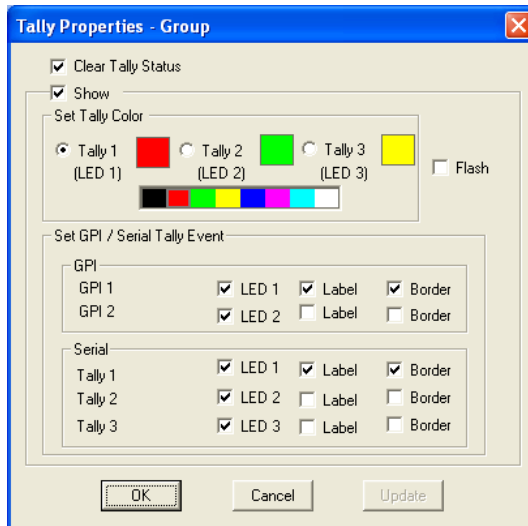 Tally Properties - Group
Clear Tally Status
Show
Set Tally Color
Tally 1 Tally 2 Tally 3
(LED 1) (LED 2) (LED 3)
Flash
Set GPI / Serial Tally Event
GPI
GPI 1 LED 1 Label Border
GPI 2 LED 2 Label Border
Serial
Tally 1 LED 1 Label Border
Tally 2 LED 2 Label Border
Tally 3 LED 3 Label Border
OK Cancel Update